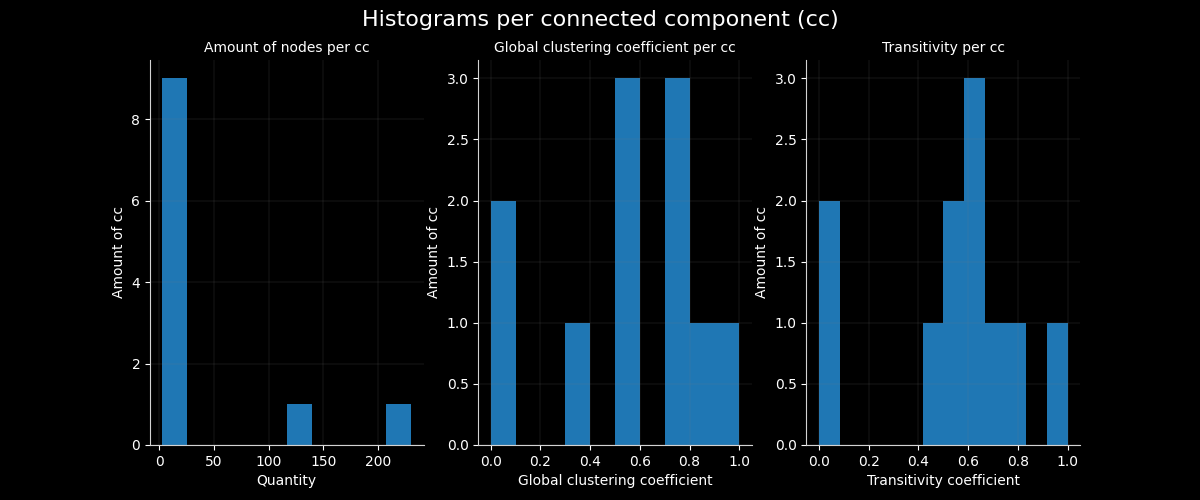 Histograms per connected component (cc)
Amount of nodes per cc
Amount of cc
8
6
4
2
0
0 50 100 150 200
Quantity
Global clustering coefficient per cc
Amount of cc
3.0
2.5
2.0
1.5
1.0
0.5
0.0
0.0 0.2 0.4 0.6 0.8 1.0
Global clustering coefficient
Transitivity per cc
Amount of cc
3.0
2.5
2.0
1.5
1.0
0.5
0.0
0.0 0.2 0.4 0.6 0.8 1.0
Transitivity coefficient